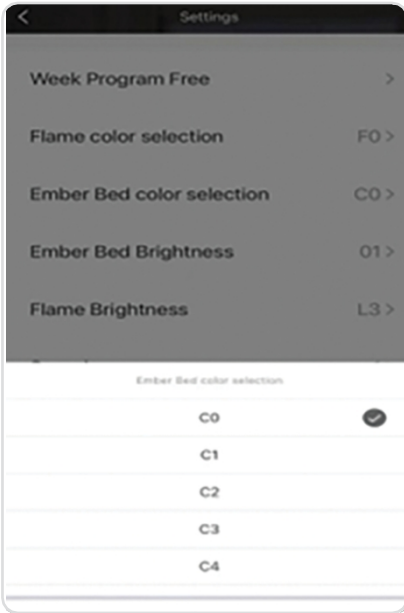 Settings
Week Program Free >
Flame color selection F0 >
Ember Bed color selection C0 >
Ember Bed Brightness 01 >
Flame Brightness L3 >
Ember Bed color selection
C0
C1
C2
C3
C4